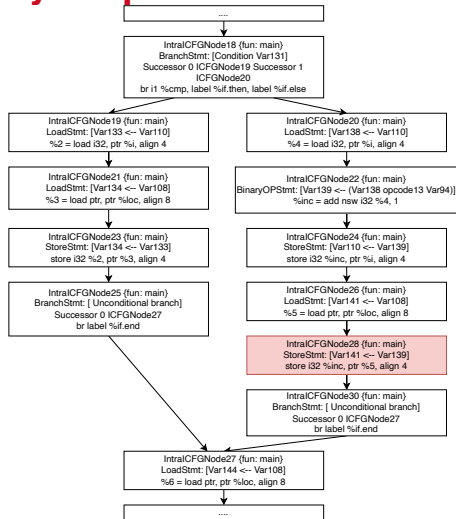 ....
IntraICFGNode18 {fun: main}
BranchStmt: [Condition Var131]
Successor 0 ICFGNode19 Successor 1
ICFGNode20
br i1 %cmp, label %if.then, label %if.else
IntraICFGNode19 {fun: main}
LoadStmt: [Var133 <-- Var110]
%2 = load i32, ptr %i, align 4
IntraICFGNode20 {fun: main}
LoadStmt: [Var138 <-- Var110]
%4 = load i32, ptr %i, align 4
IntraICFGNode21 {fun: main}
LoadStmt: [Var134 <-- Var108]
%3 = load ptr, ptr %loc, align 8
IntraICFGNode22 {fun: main}
BinaryOPStmt: [Var139 <-- (Var138 opcode13 Var94)]
%inc = add nsw i32 %4, 1
IntraICFGNode23 {fun: main}
StoreStmt: [Var134 <-- Var133]
store i32 %2, ptr %3, align 4
IntraICFGNode24 {fun: main}
StoreStmt: [Var110 <-- Var139]
store i32 %inc, ptr %i, align 4
IntraICFGNode25 {fun: main}
BranchStmt: [ Unconditional branch]
Successor 0 ICFGNode27
br label %if.end
IntraICFGNode26 {fun: main}
LoadStmt: [Var141 <-- Var108]
%5 = load ptr, ptr %loc, align 8
IntraICFGNode28 {fun: main}
StoreStmt: [Var141 <-- Var139]
store i32 %inc, ptr %5, align 4
IntraICFGNode30 {fun: main}
BranchStmt: [ Unconditional branch]
Successor 0 ICFGNode27
br label %if.end
IntraICFGNode27 {fun: main}
LoadStmt: [Var144 <-- Var108]
%6 = load ptr, ptr %loc, align 8
....